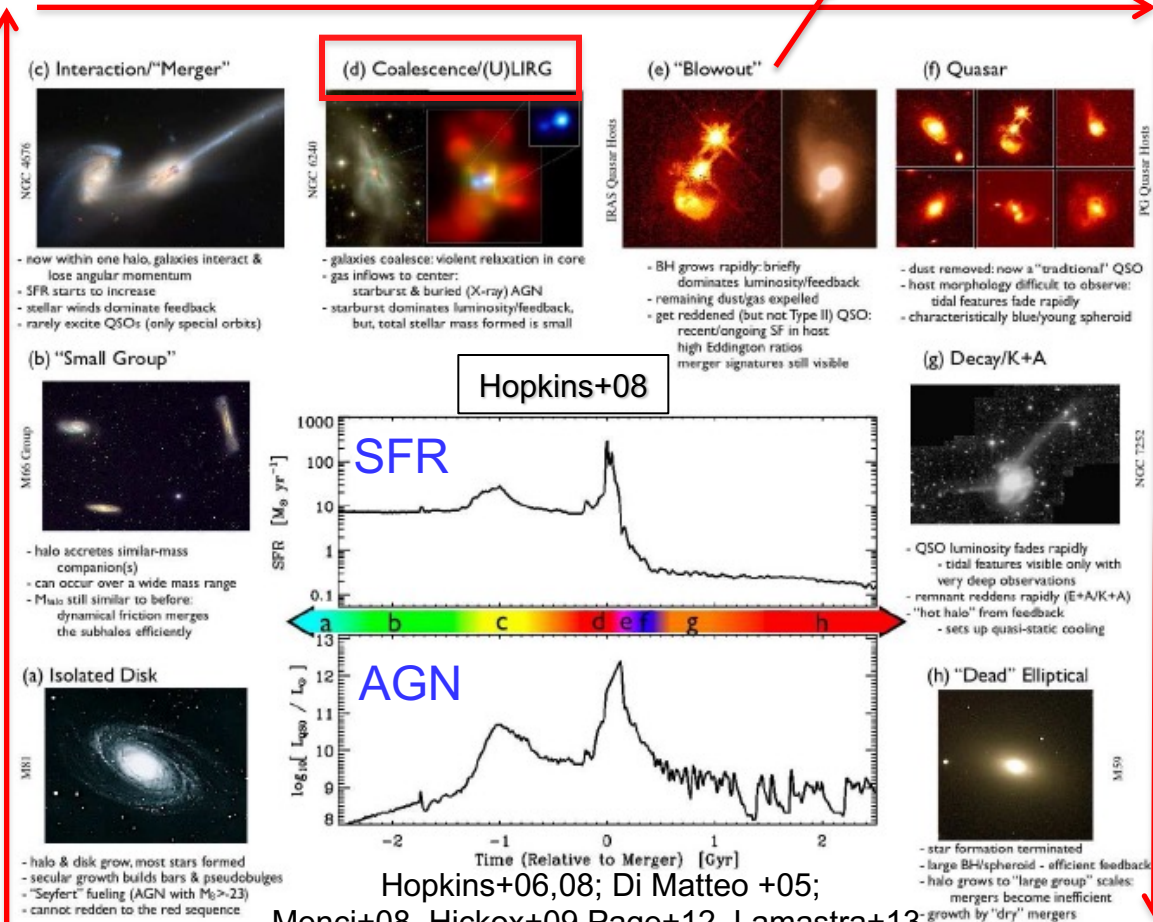 (c) Interaction/"Merger"
NGC 4676
- now within one halo, galaxies interact &
lose angular momentum
- SFR starts to increase
- stellar winds dominate feedback
- rarely excite QSOs (only special orbits)
(d) Coalescence/(U)LIRG
NGC 6240
- galaxies coalesce: violent relaxation in core
- gas inflows to center:
starburst & buried (X-ray) AGN
- starburst dominates luminosity/feedback,
but, total stellar mass formed is small
(e) "Blowout"
IRAS Quasar Hosts
- BH grows rapidly: briefly
dominates luminosity/feedback
- remaining dust/gas expelled
- get reddened (but not Type II) QSO:
recent/ongoing SF in host
high Eddington ratios
merger signatures still visible
(f) Quasar
PG Quasar Hosts
- dust removed: now a "traditional" QSO
- host morphology difficult to observe:
tidal features fade rapidly
- characteristically blue/young spheroid
(b) "Small Group"
M66 Group
- halo accretes similar-mass
companion(s)
- can occur over a wide mass range
- Mhalo still similar to before:
dynamical friction merges
the subhalos efficiently
(a) Isolated Disk
M81
- halo & disk grow, most stars formed
- secular growth builds bars & pseudobulges
- "Seyfert" fueling (AGN with MB>-23)
- cannot redden to the red sequence
Hopkins+08
SFR
SFR [M⊙ yr⁻¹]
1000
100
10
1
0.1
a b c d e f g h
AGN
log₁₀[ LQSO / L⊙ ]
13
12
11
10
9
8
-2 -1 0 1 2
Time (Relative to Merger) [Gyr]
Hopkins+06,08; Di Matteo +05;
Menci+08, Hickox+09 Page+12, Lamastra+13
(g) Decay/K+A
NGC 7252
- QSO luminosity fades rapidly
- tidal features visible only with
very deep observations
- remnant reddens rapidly (E+A/K+A)
- "hot halo" from feedback
- sets up quasi-static cooling
(h) "Dead" Elliptical
M59
- star formation terminated
- large BH/spheroid - efficient feedback
- halo grows to "large group" scales:
mergers become inefficient
- growth by "dry" mergers